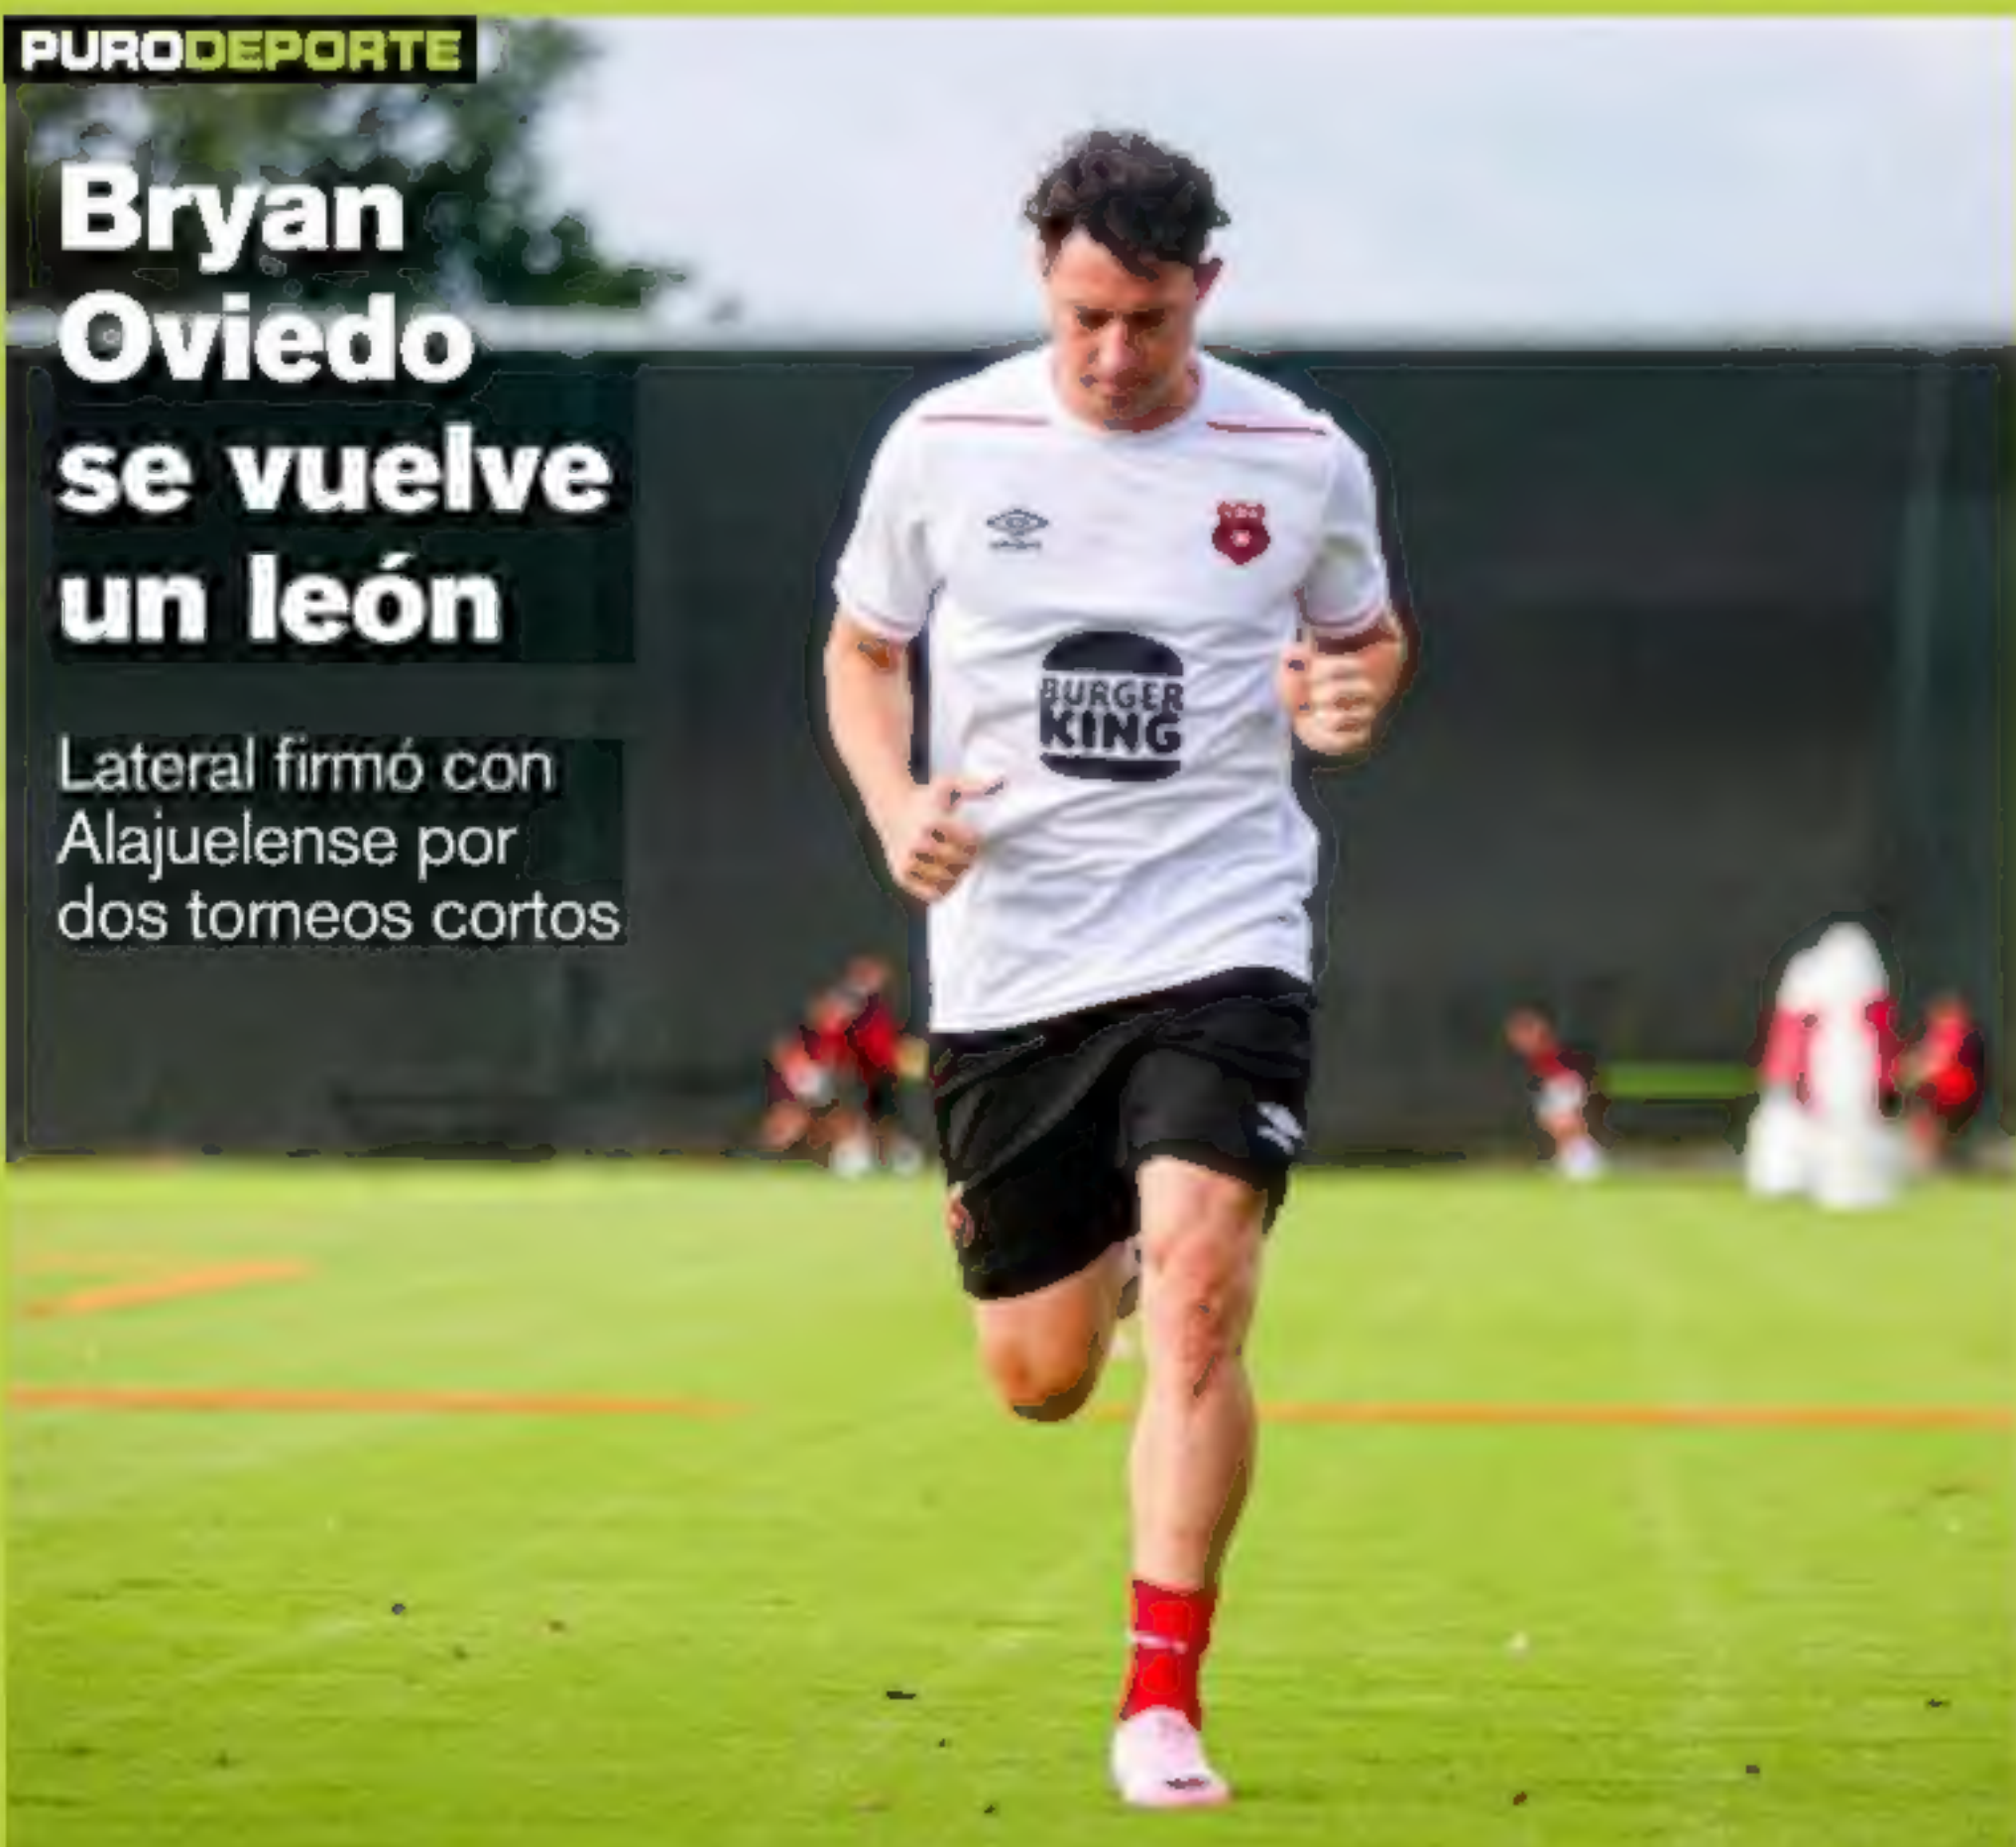 PURODEPORTE
Bryan
Oviedo
se vuelve
un león
Lateral firmó con
Alajuelense por
dos torneos cortos
BURGER
KING